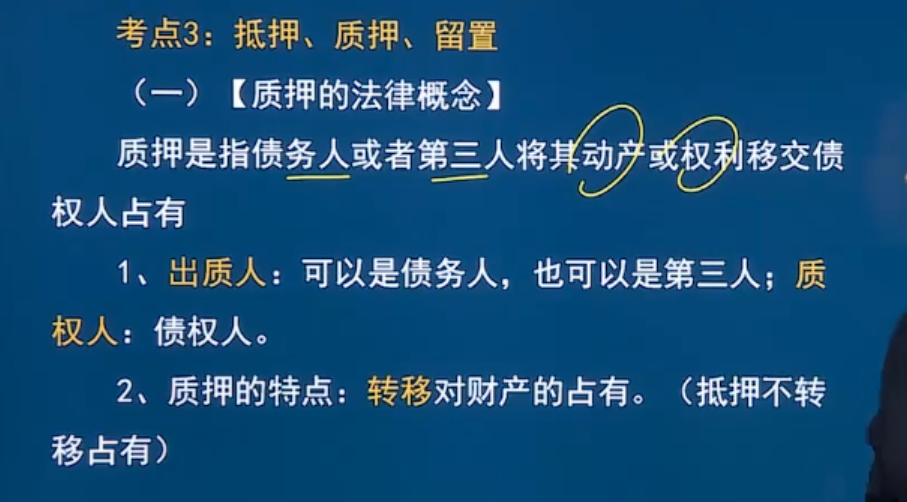 考点3：抵押、质押、留置
（一）【质押的法律概念】
质押是指债务人或者第三人将其动产或权利移交债
权人占有
1、出质人：可以是债务人，也可以是第三人；质
权人：债权人。
2、质押的特点：转移对财产的占有。（抵押不转
移占有）